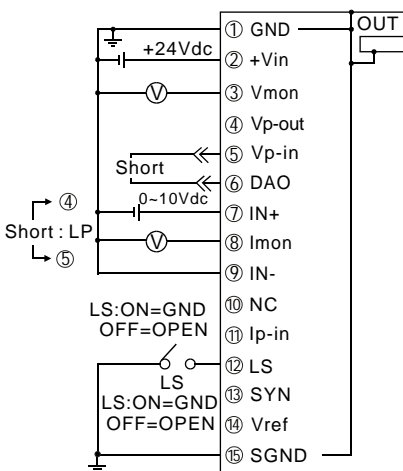 ① GND
OUT
+24Vdc
② +Vin
V
③ Vmon
④ Vp-out
⑤ Vp-in
Short
⑥ DAO
④
0~10Vdc
⑦ IN+
Short : LP
V
⑧ Imon
⑤
⑨ IN-
LS:ON=GND
OFF=OPEN
⑩ NC
⑪ Ip-in
⑫ LS
LS
LS:ON=GND
OFF=OPEN
⑬ SYN
⑭ Vref
⑮ SGND